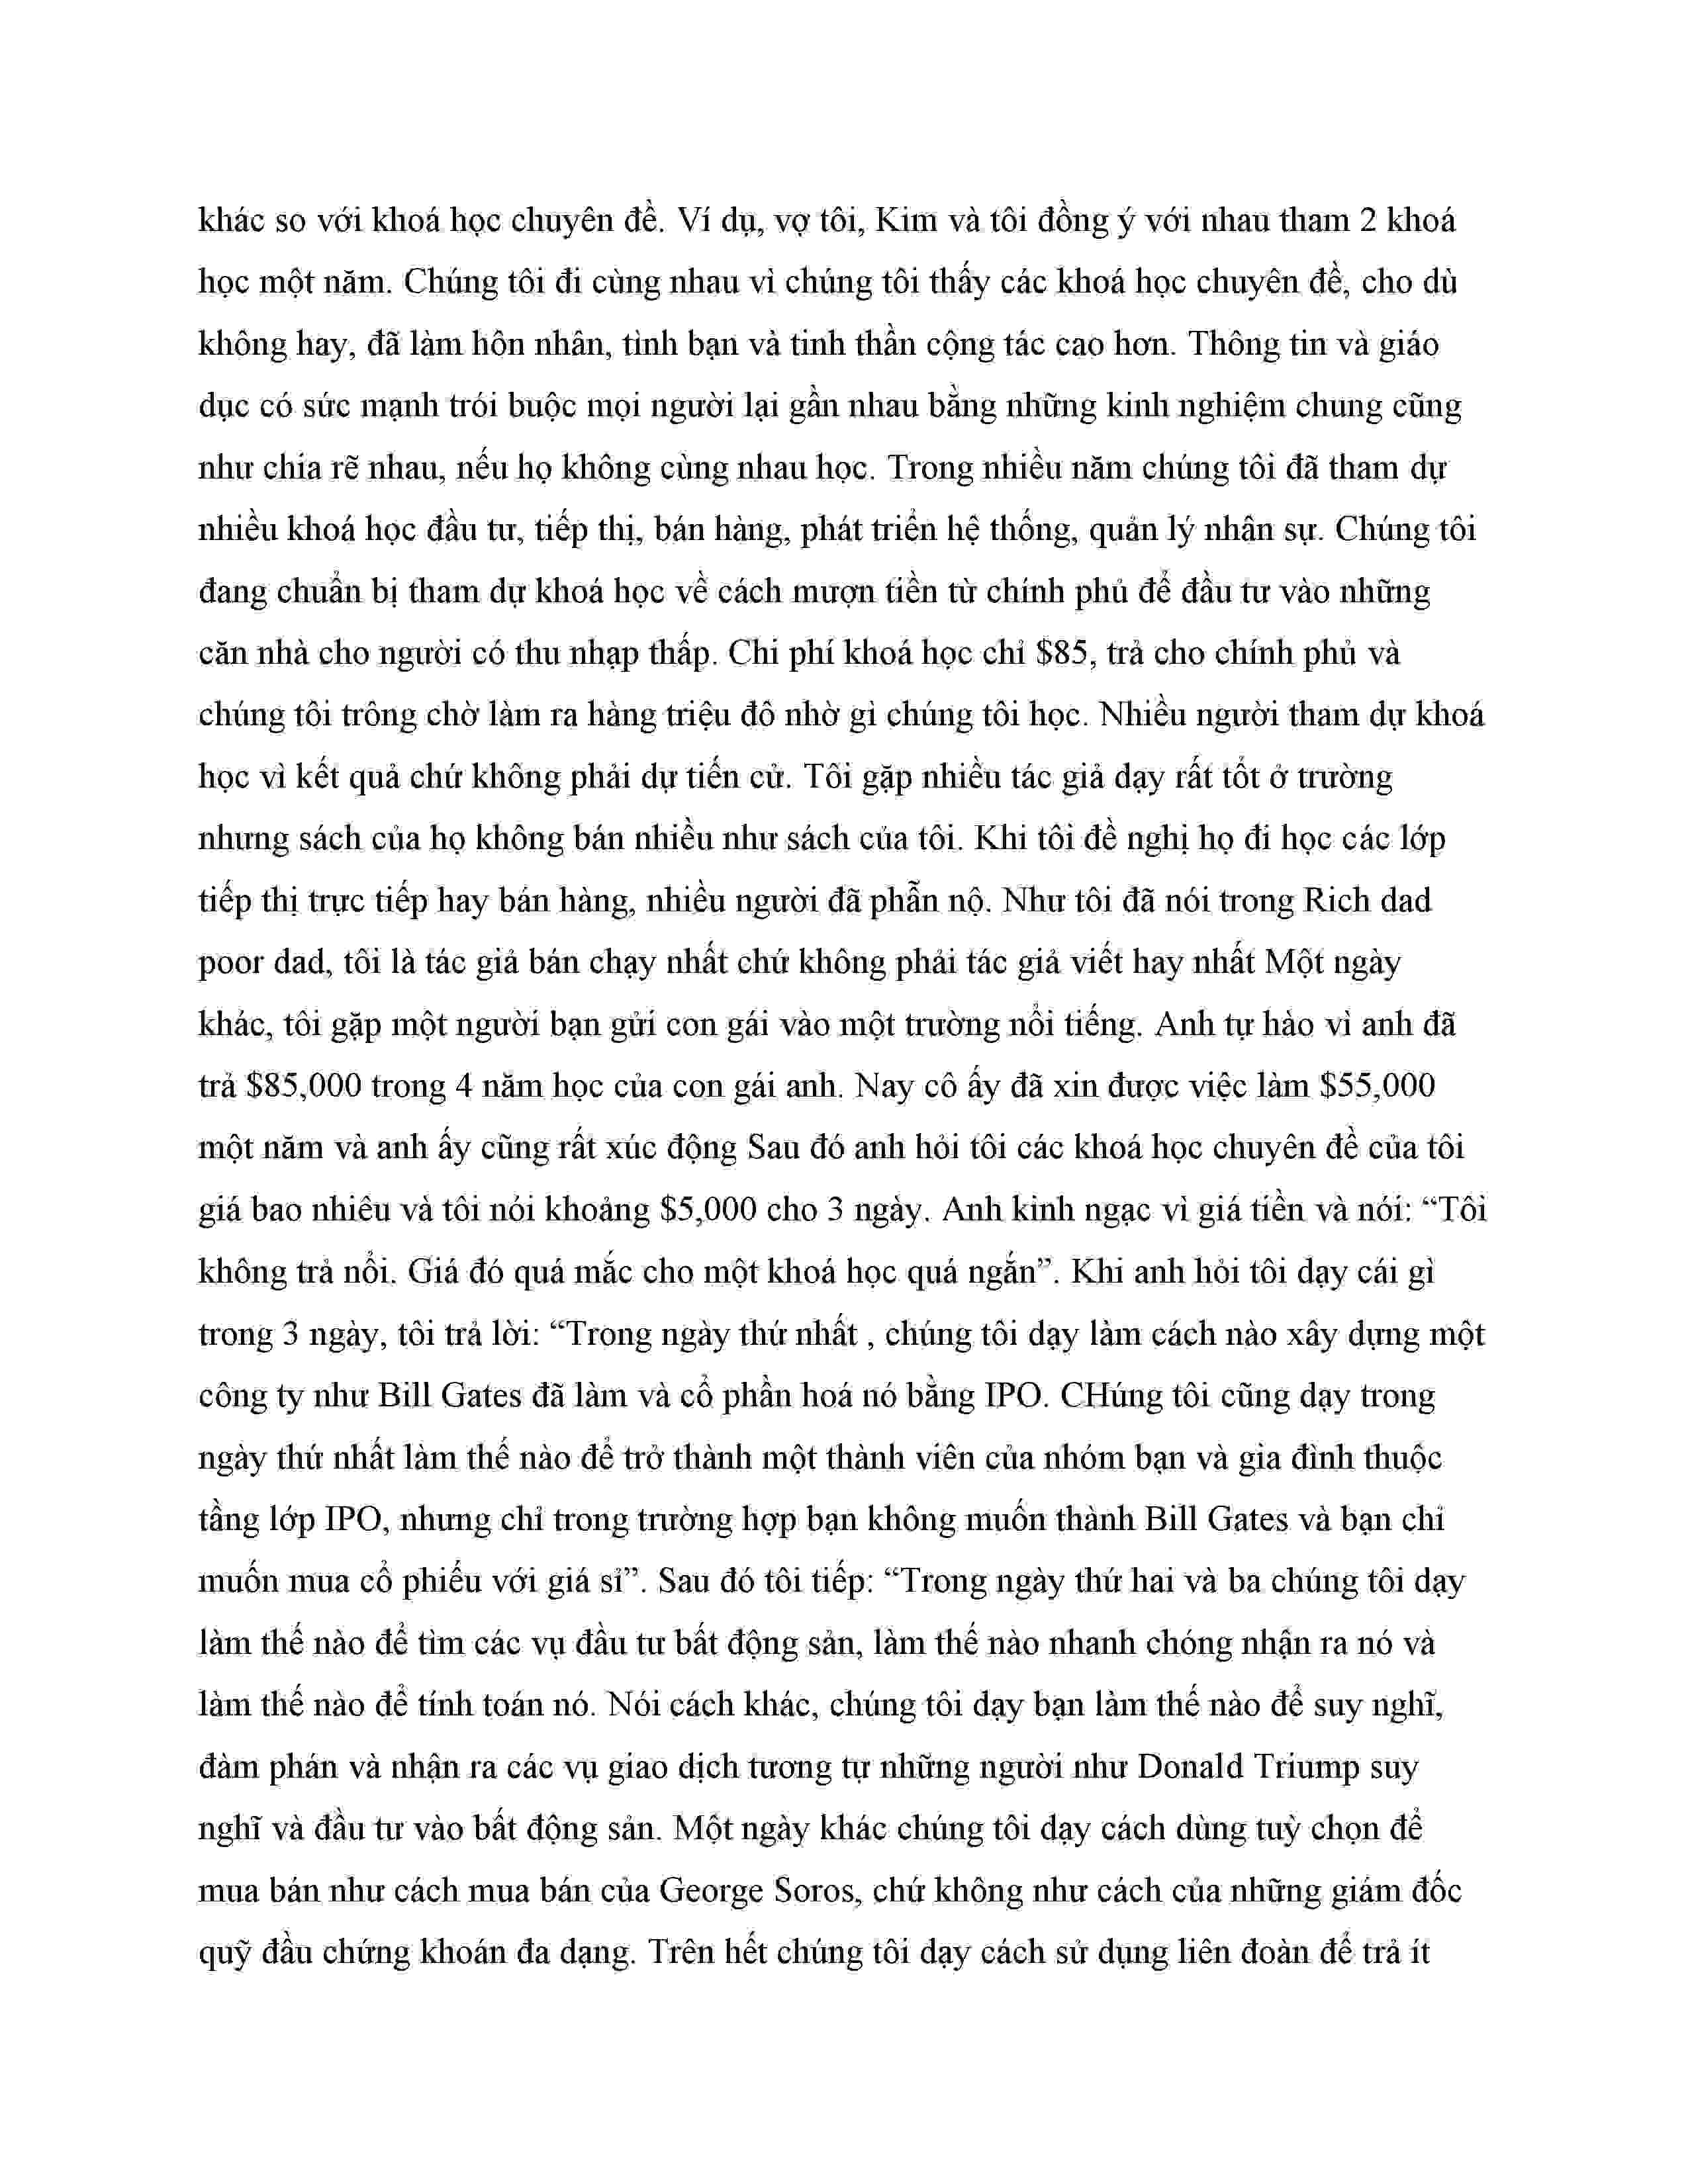 khác so với khoá học chuyên đề. Ví dụ, vợ tôi, Kim và tôi đồng ý với nhau tham 2 khoá
học một năm. Chúng tôi đi cùng nhau vì chúng tôi thấy các khoá học chuyên đề, cho dù
không hay, đã làm hôn nhân, tình bạn và tinh thần cộng tác cao hơn. Thông tin và giáo
dục có sức mạnh trói buộc mọi người lại gần nhau bằng những kinh nghiệm chung cũng
như chia rẽ nhau, nếu họ không cùng nhau học. Trong nhiều năm chúng tôi đã tham dự
nhiều khoá học đầu tư, tiếp thị, bán hàng, phát triển hệ thống, quản lý nhân sự. Chúng tôi
đang chuẩn bị tham dự khoá học về cách mượn tiền từ chính phủ để đầu tư vào những
căn nhà cho người có thu nhạp thấp. Chi phí khoá học chỉ $85, trả cho chính phủ và
chúng tôi trông chờ làm ra hàng triệu đô nhờ gì chúng tôi học. Nhiều người tham dự khoá
học vì kết quả chứ không phải dự tiến cử. Tôi gặp nhiều tác giả dạy rất tốt ở trường
nhưng sách của họ không bán nhiều như sách của tôi. Khi tôi đề nghị họ đi học các lớp
tiếp thị trực tiếp hay bán hàng, nhiều người đã phẫn nộ. Như tôi đã nói trong Rich dad
poor dad, tôi là tác giả bán chạy nhất chứ không phải tác giả viết hay nhất Một ngày
khác, tôi gặp một người bạn gửi con gái vào một trường nổi tiếng. Anh tự hào vì anh đã
trả $85,000 trong 4 năm học của con gái anh. Nay cô ấy đã xin được việc làm $55,000
một năm và anh ấy cũng rất xúc động Sau đó anh hỏi tôi các khoá học chuyên đề của tôi
giá bao nhiêu và tôi nói khoảng $5,000 cho 3 ngày. Anh kinh ngạc vì giá tiền và nói: “Tôi
không trả nổi. Giá đó quá mắc cho một khoá học quá ngắn”. Khi anh hỏi tôi dạy cái gì
trong 3 ngày, tôi trả lời: “Trong ngày thứ nhất , chúng tôi dạy làm cách nào xây dựng một
công ty như Bill Gates đã làm và cổ phần hoá nó bằng IPO. CHúng tôi cũng dạy trong
ngày thứ nhất làm thế nào để trở thành một thành viên của nhóm bạn và gia đình thuộc
tầng lớp IPO, nhưng chỉ trong trường hợp bạn không muốn thành Bill Gates và bạn chỉ
muốn mua cổ phiếu với giá sỉ”. Sau đó tôi tiếp: “Trong ngày thứ hai và ba chúng tôi dạy
làm thế nào để tìm các vụ đầu tư bất động sản, làm thế nào nhanh chóng nhận ra nó và
làm thế nào để tính toán nó. Nói cách khác, chúng tôi dạy bạn làm thế nào để suy nghĩ,
đàm phán và nhận ra các vụ giao dịch tương tự những người như Donald Triump suy
nghĩ và đầu tư vào bất động sản. Một ngày khác chúng tôi dạy cách dùng tuỳ chọn để
mua bán như cách mua bán của George Soros, chứ không như cách của những giám đốc
quỹ đầu chứng khoán đa dạng. Trên hết chúng tôi dạy cách sử dụng liên đoàn để trả ít